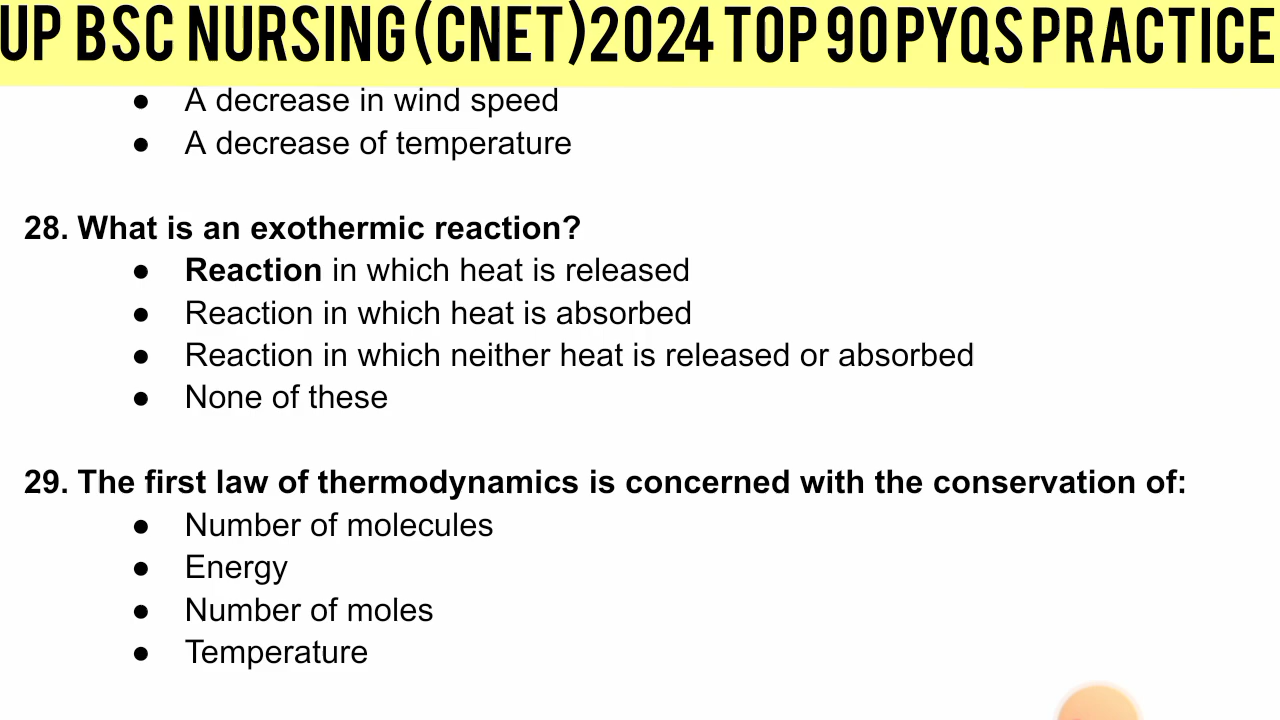 UP BSC NURSING(CNET)2024 TOP 90 PYQS PRACTICE
● A decrease in wind speed
● A decrease of temperature
28. What is an exothermic reaction?
● Reaction in which heat is released
● Reaction in which heat is absorbed
● Reaction in which neither heat is released or absorbed
● None of these
29. The first law of thermodynamics is concerned with the conservation of:
● Number of molecules
● Energy
● Number of moles
● Temperature